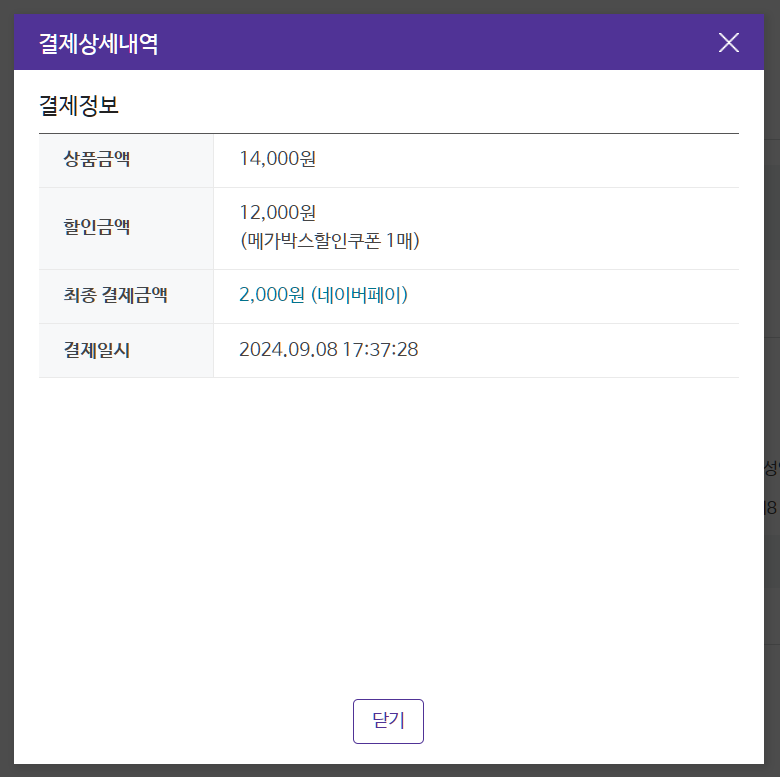 결제상세내역
결제정보
상품금액 14,000원
할인금액 12,000원
(메가박스할인쿠폰 1매)
최종 결제금액 2,000원 (네이버페이)
결제일시 2024.09.08 17:37:28
닫기